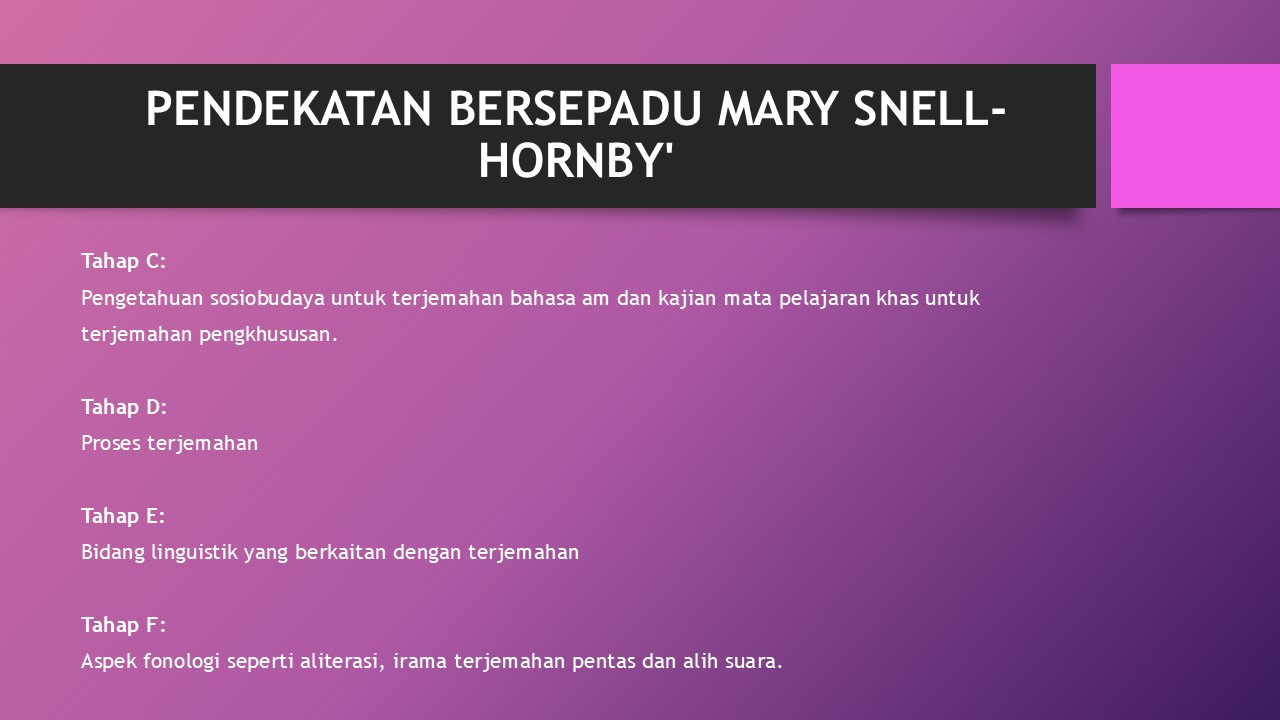 PENDEKATAN BERSEPADU MARY SNELL-
HORNBY'
Tahap C:
Pengetahuan sosiobudaya untuk terjemahan bahasa am dan kajian mata pelajaran khas untuk
terjemahan pengkhususan.
Tahap D:
Proses terjemahan
Tahap E:
Bidang linguistik yang berkaitan dengan terjemahan
Tahap F:
Aspek fonologi seperti aliterasi, irama terjemahan pentas dan alih suara.